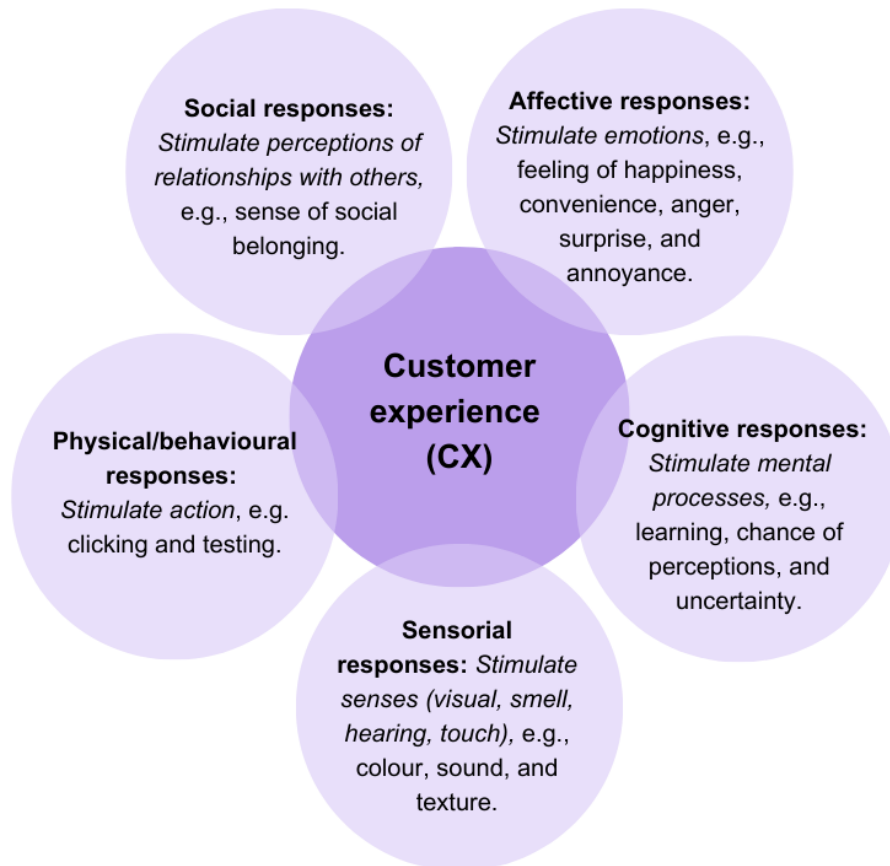 Social responses:
Stimulate perceptions of
relationships with others,
e.g., sense of social
belonging.
Affective responses:
Stimulate emotions, e.g.,
feeling of happiness,
convenience, anger,
surprise, and
annoyance.
Customer
experience
(CX)
Physical/behavioural
responses:
Stimulate action, e.g.
clicking and testing.
Cognitive responses:
Stimulate mental
processes, e.g.,
learning, chance of
perceptions, and
uncertainty.
Sensorial
responses: Stimulate
senses (visual, smell,
hearing, touch), e.g.,
colour, sound, and
texture.